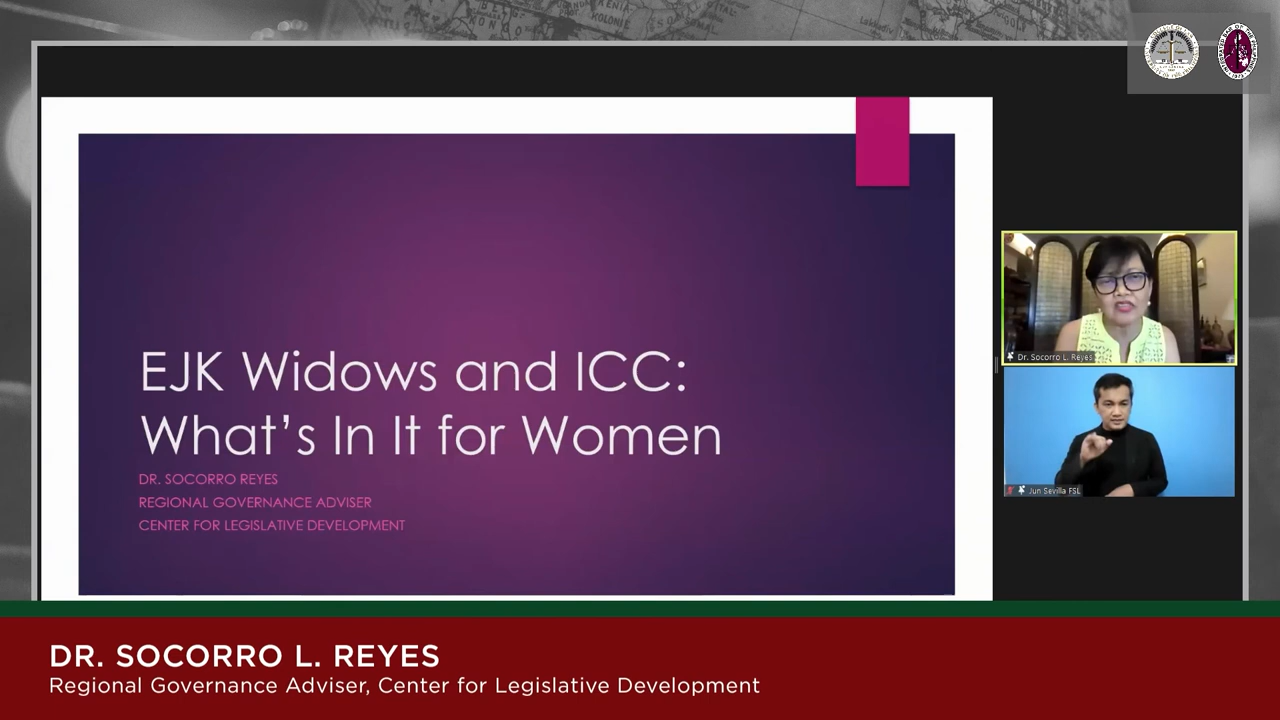 EJK Widows and ICC:
What's In It for Women
DR. SOCORRO REYES
REGIONAL GOVERNANCE ADVISER
CENTER FOR LEGISLATIVE DEVELOPMENT
Dr. Socorro L. Reyes
Jun Sevilla FSL
DR. SOCORRO L. REYES
Regional Governance Adviser, Center for Legislative Development